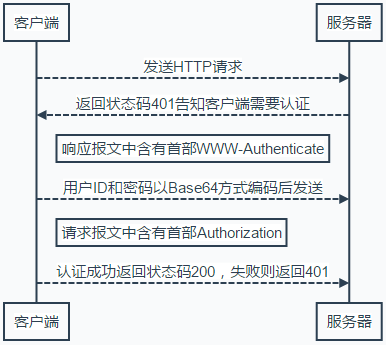 客户端 服务器
发送HTTP请求
返回状态码401告知客户端需要认证
响应报文中含有首部WWW-Authenticate
用户ID和密码以Base64方式编码后发送
请求报文中含有首部Authorization
认证成功返回状态码200，失败则返回401
客户端 服务器